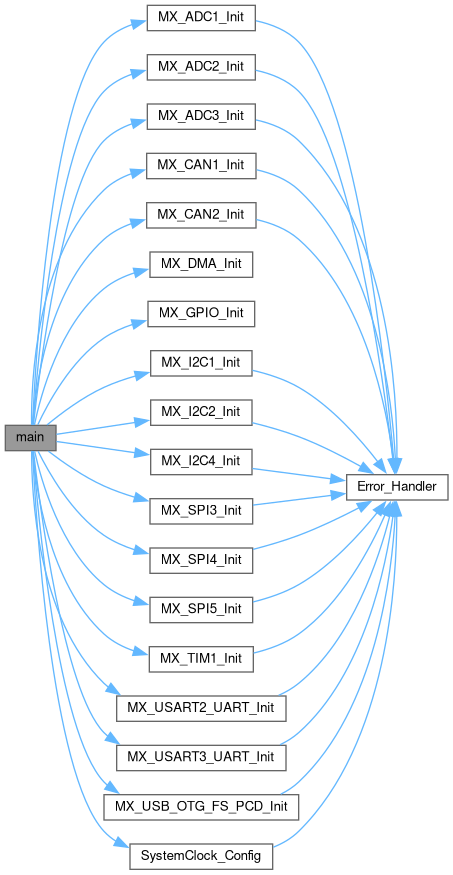 MX_ADC1_Init
MX_ADC2_Init
MX_ADC3_Init
MX_CAN1_Init
MX_CAN2_Init
MX_DMA_Init
MX_GPIO_Init
MX_I2C1_Init
MX_I2C2_Init
main
MX_I2C4_Init
Error_Handler
MX_SPI3_Init
MX_SPI4_Init
MX_SPI5_Init
MX_TIM1_Init
MX_USART2_UART_Init
MX_USART3_UART_Init
MX_USB_OTG_FS_PCD_Init
SystemClock_Config